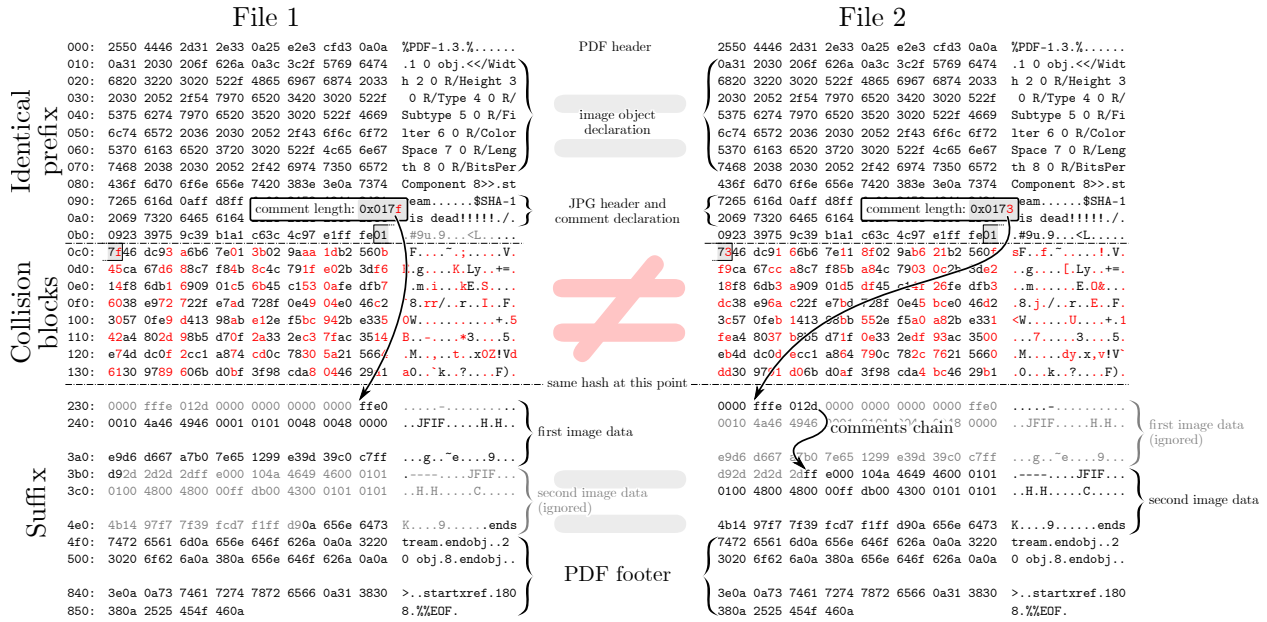 File 1
File 2
Identical prefix
Collision blocks
Suffix
000: 2550 4446 2d31 2e33 0a25 e2e3 cfd3 0a0a %PDF-1.3.%...... PDF header 2550 4446 2d31 2e33 0a25 e2e3 cfd3 0a0a %PDF-1.3.%......
010: 0a31 2030 206f 626a 0a3c 3c2f 5769 6474 .1 0 obj.<</Widt 0a31 2030 206f 626a 0a3c 3c2f 5769 6474 .1 0 obj.<</Widt
020: 6820 3220 3020 522f 4865 6967 6874 2033 h 2 0 R/Height 3 6820 3220 3020 522f 4865 6967 6874 2033 h 2 0 R/Height 3
030: 2030 2052 2f54 7970 6520 3420 3020 522f 0 R/Type 4 0 R/ 2030 2052 2f54 7970 6520 3420 3020 522f 0 R/Type 4 0 R/
040: 5375 6274 7970 6520 3520 3020 522f 4669 Subtype 5 0 R/Fi image object 5375 6274 7970 6520 3520 3020 522f 4669 Subtype 5 0 R/Fi
050: 6c74 6572 2036 2030 2052 2f43 6f6c 6f72 lter 6 0 R/Color declaration 6c74 6572 2036 2030 2052 2f43 6f6c 6f72 lter 6 0 R/Color
060: 5370 6163 6520 3720 3020 522f 4c65 6e67 Space 7 0 R/Leng 5370 6163 6520 3720 3020 522f 4c65 6e67 Space 7 0 R/Leng
070: 7468 2038 2030 2052 2f42 6974 7350 6572 th 8 0 R/BitsPer 7468 2038 2030 2052 2f42 6974 7350 6572 th 8 0 R/BitsPer
080: 436f 6d70 6f6e 656e 7420 383e 3e0a 7374 Component 8>>.st 436f 6d70 6f6e 656e 7420 383e 3e0a 7374 Component 8>>.st
090: 7265 616d 0aff d8ff eam......$SHA-1 JPG header and 7265 616d 0aff d8ff eam......$SHA-1
comment length: 0x017f
comment length: 0x0173
0a0: 2069 7320 6465 6164 is dead!!!!!./. comment declaration 2069 7320 6465 6164 is dead!!!!!./.
0b0: 0923 3975 9c39 b1a1 c63c 4c97 e1ff fe01 .#9u.9...<L..... 0923 3975 9c39 b1a1 c63c 4c97 e1ff fe01 .#9u.9...<L.....
0c0: 7f46 dc93 a6b6 7e01 3b02 9aaa 1db2 560b .F....~.;.....V. 7346 dc91 66b6 7e11 8f02 9ab6 21b2 560f sF..f.~.....!.V.
0d0: 45ca 67d6 88c7 f84b 8c4c 791f e02b 3df6 E.g....K.Ly..+=. f9ca 67cc a8c7 f85b a84c 7903 0c2b 3de2 ..g....[.Ly..+=.
0e0: 14f8 6db1 6909 01c5 6b45 c153 0afe dfb7 ..m.i...kE.S.... 18f8 6db3 a909 01d5 df45 c14f 26fe dfb3 ..m......E.O&...
0f0: 6038 e972 722f e7ad 728f 0e49 04e0 46c2 `8.rr/..r..I..F. dc38 e96a c22f e7bd 728f 0e45 bce0 46d2 .8.j./..r..E..F.
100: 3057 0fe9 d413 98ab e12e f5bc 942b e335 0W...........+.5 3c57 0feb 1413 98bb 552e f5a0 a82b e331 <W......U....+.1
110: 42a4 802d 98b5 d70f 2a33 2ec3 7fac 3514 B..-....*3....5. fea4 8037 b8b5 d71f 0e33 2edf 93ac 3500 ...7.....3....5.
120: e74d dc0f 2cc1 a874 cd0c 7830 5a21 5664 .M..,..t..x0Z!Vd eb4d dc0d ecc1 a864 790c 782c 7621 5660 .M.....dy.x,v!V`
130: 6130 9789 606b d0bf 3f98 cda8 0446 29a1 a0..`k..?....F). dd30 9791 d06b d0af 3f98 cda4 bc46 29b1 .0...k..?....F).
same hash at this point
230: 0000 fffe 012d 0000 0000 0000 0000 ffe0 .....-.......... 0000 fffe 012d 0000 0000 0000 0000 ffe0 .....-..........
240: 0010 4a46 4946 0001 0101 0048 0048 0000 ..JFIF.....H.H.. first image data 0010 4a46 4946 ..JFIF.....H.H.. first image data
comments chain (ignored)
3a0: e9d6 d667 a7b0 7e65 1299 e39d 39c0 c7ff ...g..~e....9... e9d6 d667 a7b0 7e65 1299 e39d 39c0 c7ff ...g..~e....9...
3b0: d92d 2d2d 2dff e000 104a 4649 4600 0101 .----....JFIF... d92d 2d2d 2dff e000 104a 4649 4600 0101 .----....JFIF...
3c0: 0100 4800 4800 00ff db00 4300 0101 0101 ..H.H.....C..... second image data 0100 4800 4800 00ff db00 4300 0101 0101 ..H.H.....C..... second image data
(ignored)
4e0: 4b14 97f7 7f39 fcd7 f1ff d90a 656e 6473 K....9......ends 4b14 97f7 7f39 fcd7 f1ff d90a 656e 6473 K....9......ends
4f0: 7472 6561 6d0a 656e 646f 626a 0a0a 3220 tream.endobj..2 7472 6561 6d0a 656e 646f 626a 0a0a 3220 tream.endobj..2
500: 3020 6f62 6a0a 380a 656e 646f 626a 0a0a 0 obj.8.endobj.. 3020 6f62 6a0a 380a 656e 646f 626a 0a0a 0 obj.8.endobj..
PDF footer
840: 3e0a 0a73 7461 7274 7872 6566 0a31 3830 >..startxref.180 3e0a 0a73 7461 7274 7872 6566 0a31 3830 >..startxref.180
850: 380a 2525 454f 460a 8.%%EOF. 380a 2525 454f 460a 8.%%EOF.